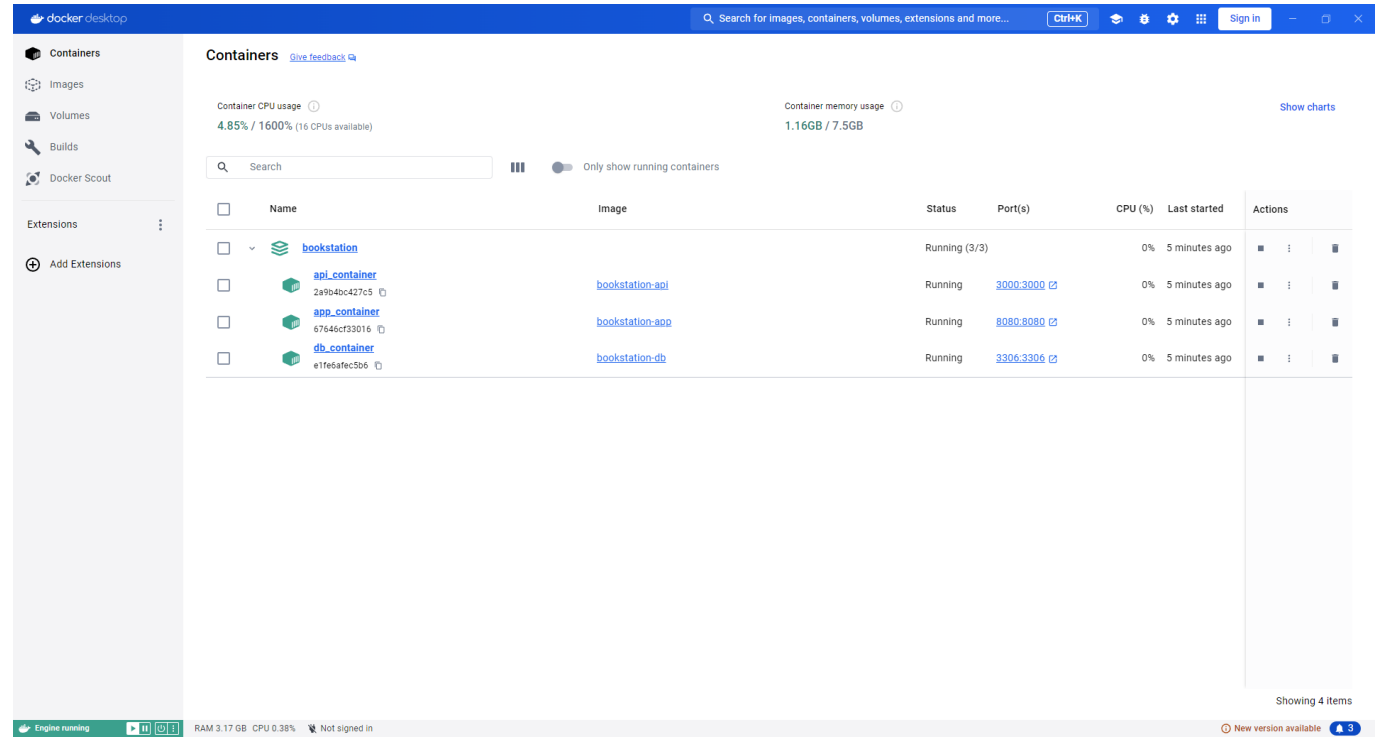 docker desktop
Search for images, containers, volumes, extensions and more... Ctrl+K
Sign in
Containers
Images
Volumes
Builds
Docker Scout
Extensions
Add Extensions
Containers Give feedback
Container CPU usage
4.85% / 1600% (16 CPUs available)
Container memory usage
1.16GB / 7.5GB
Show charts
Search
Only show running containers
Name Image Status Port(s) CPU (%) Last started Actions
bookstation Running (3/3) 0% 5 minutes ago
api_container
2a9b4bc427c5
bookstation-api Running 3000:3000 0% 5 minutes ago
app_container
67646cf33016
bookstation-app Running 8080:8080 0% 5 minutes ago
db_container
e1fe6afec5b6
bookstation-db Running 3306:3306 0% 5 minutes ago
Showing 4 items
Engine running
RAM 3.17 GB CPU 0.38% Not signed in
New version available 3